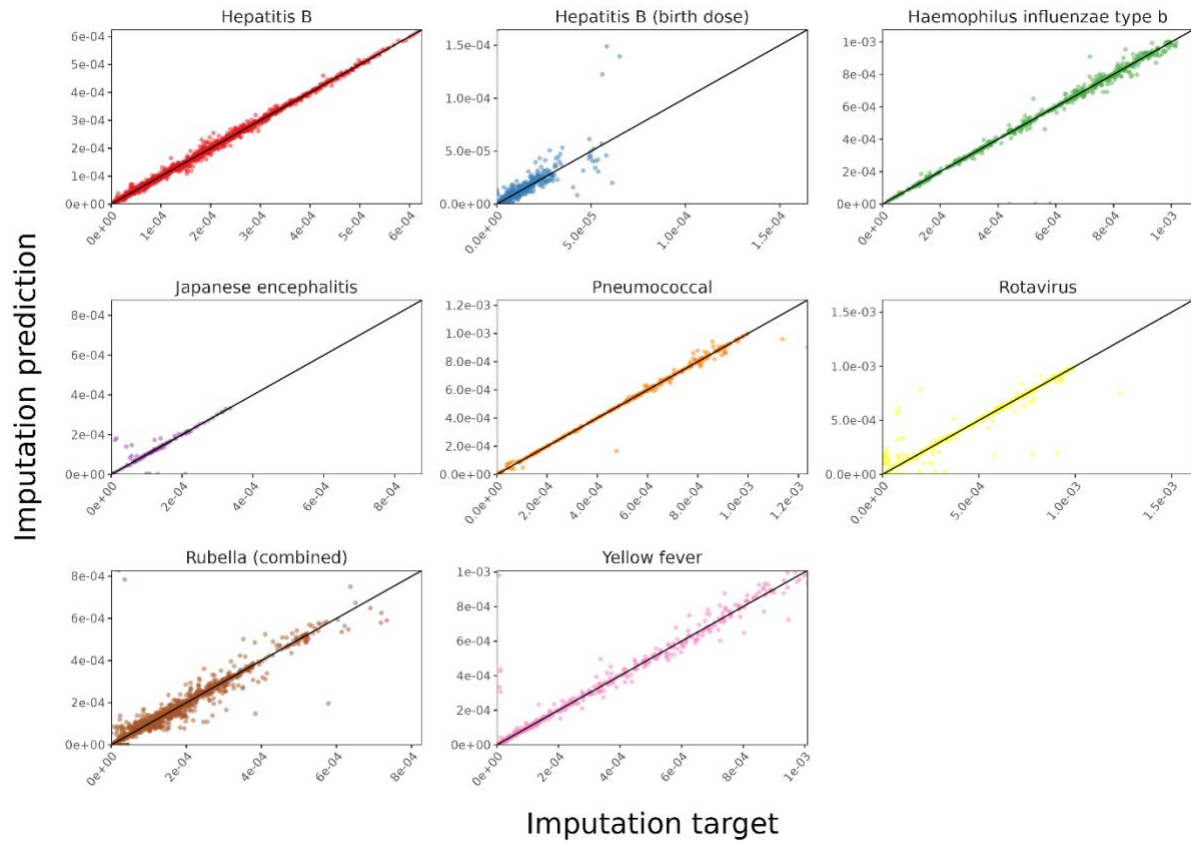 Hepatitis B
Hepatitis B (birth dose)
Haemophilus influenzae type b
6e-04
5e-04
4e-04
3e-04
2e-04
1e-04
0e+00
0e+00
1e-04
2e-04
3e-04
4e-04
5e-04
6e-04
1.5e-04
1.0e-04
5.0e-05
0.0e+00
0.0e+00
5.0e-05
1.0e-04
1.5e-04
1e-03
8e-04
6e-04
4e-04
2e-04
0e+00
0e+00
2e-04
4e-04
6e-04
8e-04
1e-03
Imputation prediction
Japanese encephalitis
Pneumococcal
Rotavirus
8e-04
6e-04
4e-04
2e-04
0e+00
0e+00
2e-04
4e-04
6e-04
8e-04
1.2e-03
1.0e-03
8.0e-04
6.0e-04
4.0e-04
2.0e-04
0.0e+00
0.0e+00
2.0e-04
4.0e-04
6.0e-04
8.0e-04
1.0e-03
1.2e-03
1.5e-03
1.0e-03
5.0e-04
0.0e+00
0.0e+00
5.0e-04
1.0e-03
1.5e-03
Rubella (combined)
Yellow fever
8e-04
6e-04
4e-04
2e-04
0e+00
0e+00
2e-04
4e-04
6e-04
8e-04
1e-03
8e-04
6e-04
4e-04
2e-04
0e+00
0e+00
2e-04
4e-04
6e-04
8e-04
1e-03
Imputation target